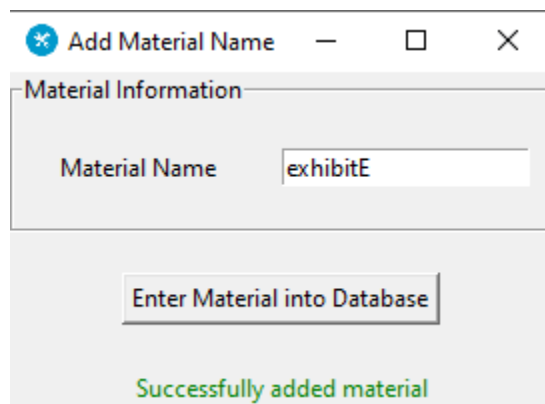 Add Material Name
Material Information
Material Name exhibitE
Enter Material into Database
Successfully added material